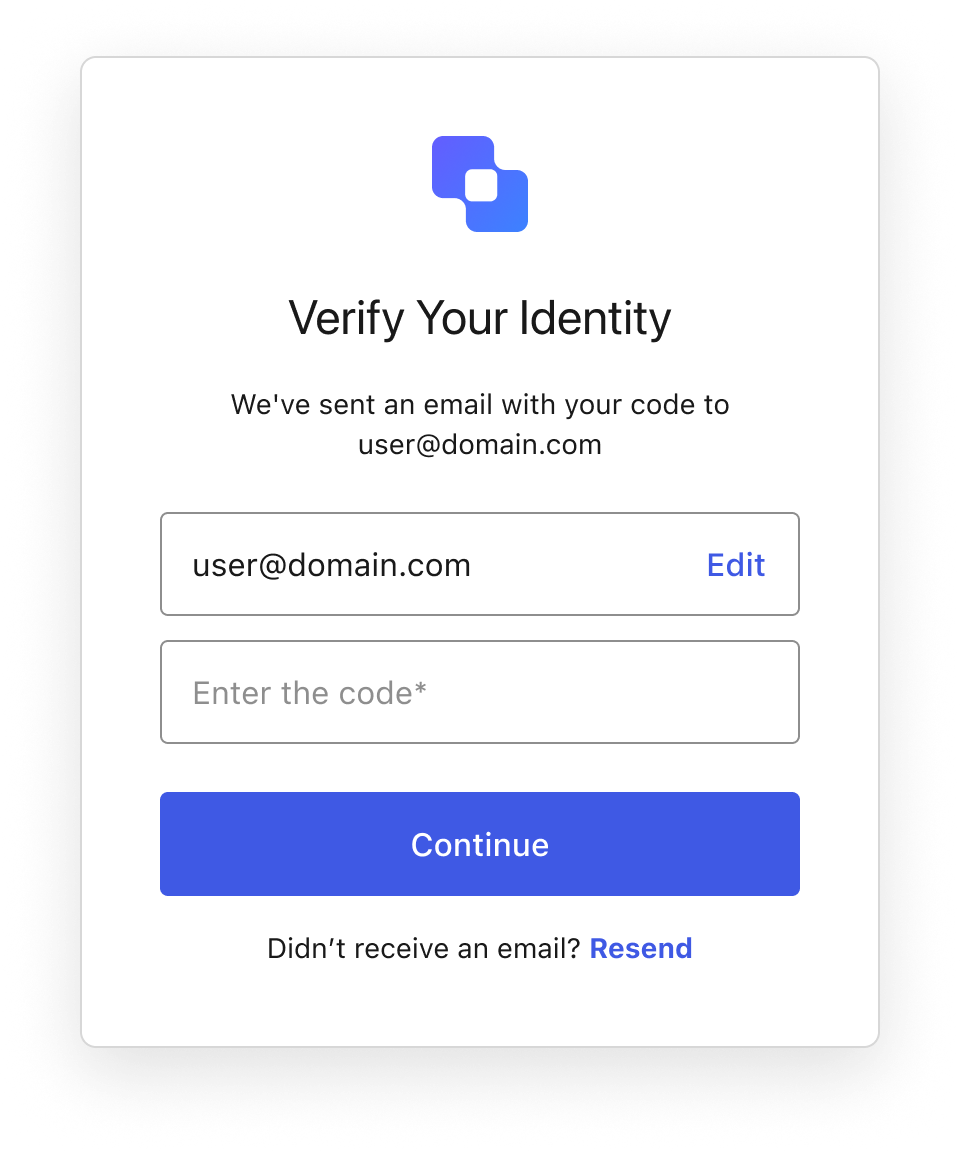 Verify Your Identity
We've sent an email with your code to
user@domain.com
user@domain.com Edit
Enter the code*
Continue
Didn’t receive an email? Resend